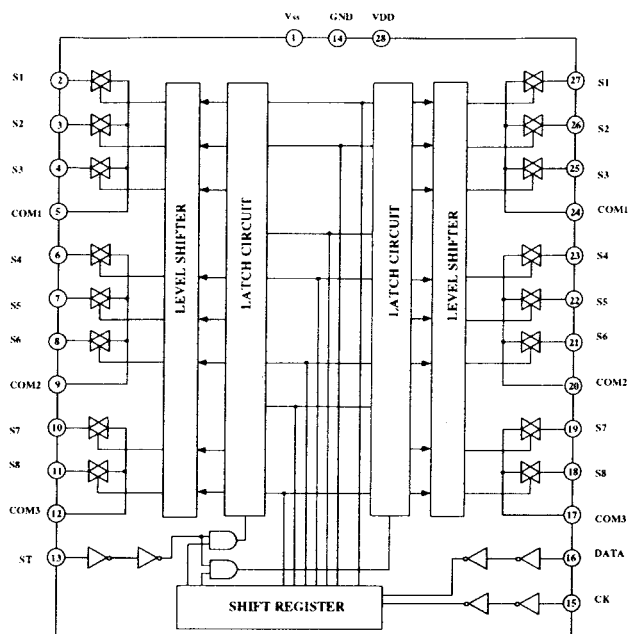 Vss GND VDD
1 14 28
S1 2 27 S1
S2 3 26 S2
S3 4 25 S3
COM1 5 24 COM1
S4 6 23 S4
S5 7 22 S5
S6 8 21 S6
COM2 9 20 COM2
S7 10 19 S7
S8 11 18 S8
COM3 12 17 COM3
ST 13 16 DATA
15 CK
LEVEL SHIFTER
LATCH CIRCUIT
LATCH CIRCUIT
LEVEL SHIFTER
SHIFT REGISTER